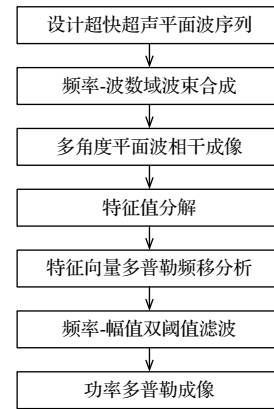 设计超快超声平面波序列
频率-波数域波束合成
多角度平面波相干成像
特征值分解
特征向量多普勒频移分析
频率-幅值双阈值滤波
功率多普勒成像